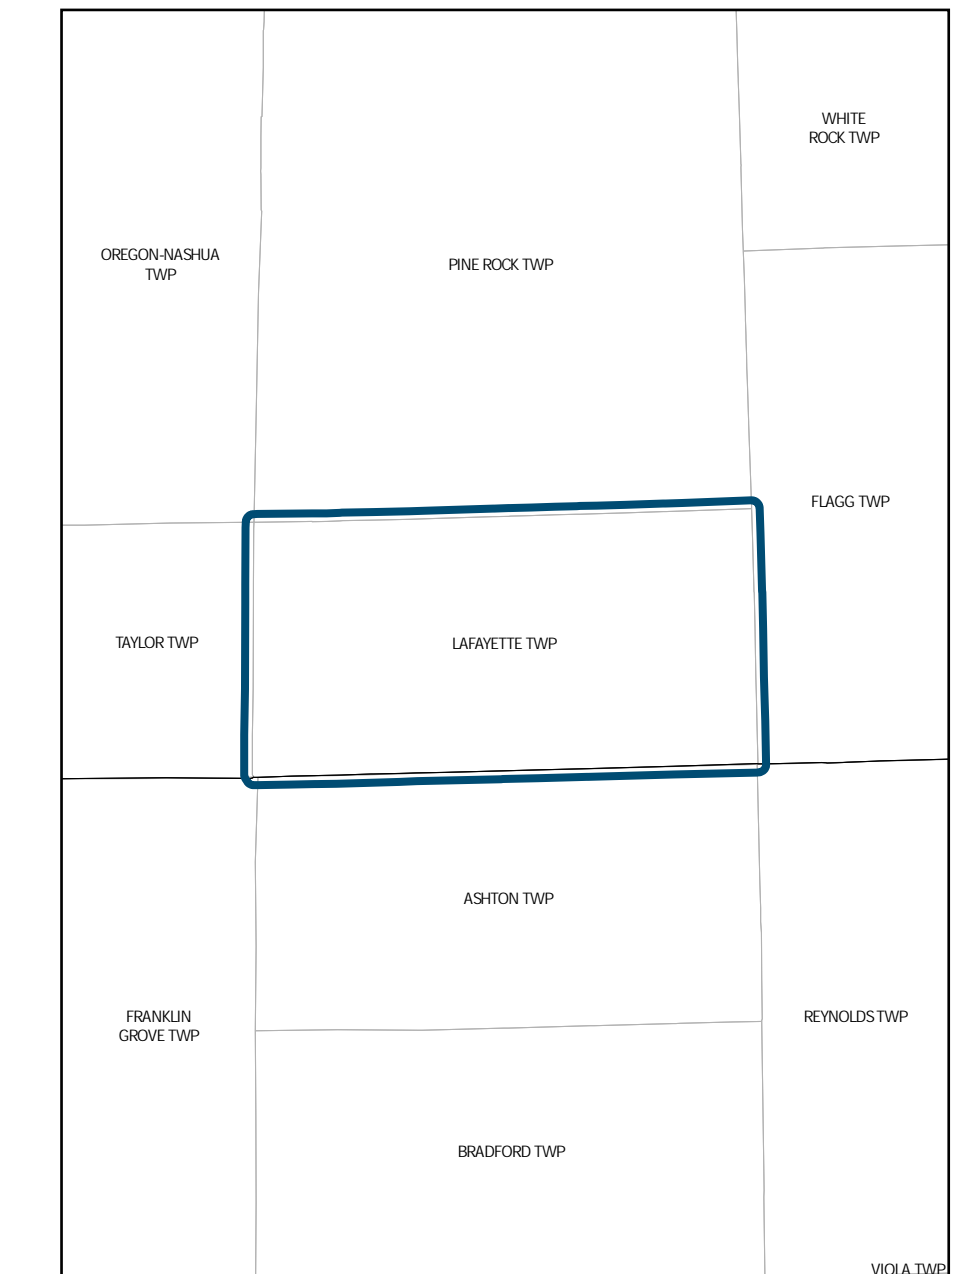 WHITE
ROCK TWP
OREGON-NASHUA
TWP
PINE ROCK TWP
FLAGG TWP
TAYLOR TWP
LAFAYETTE TWP
ASHTON TWP
FRANKLIN
GROVE TWP
REYNOLDS TWP
BRADFORD TWP
VIOLA TWP